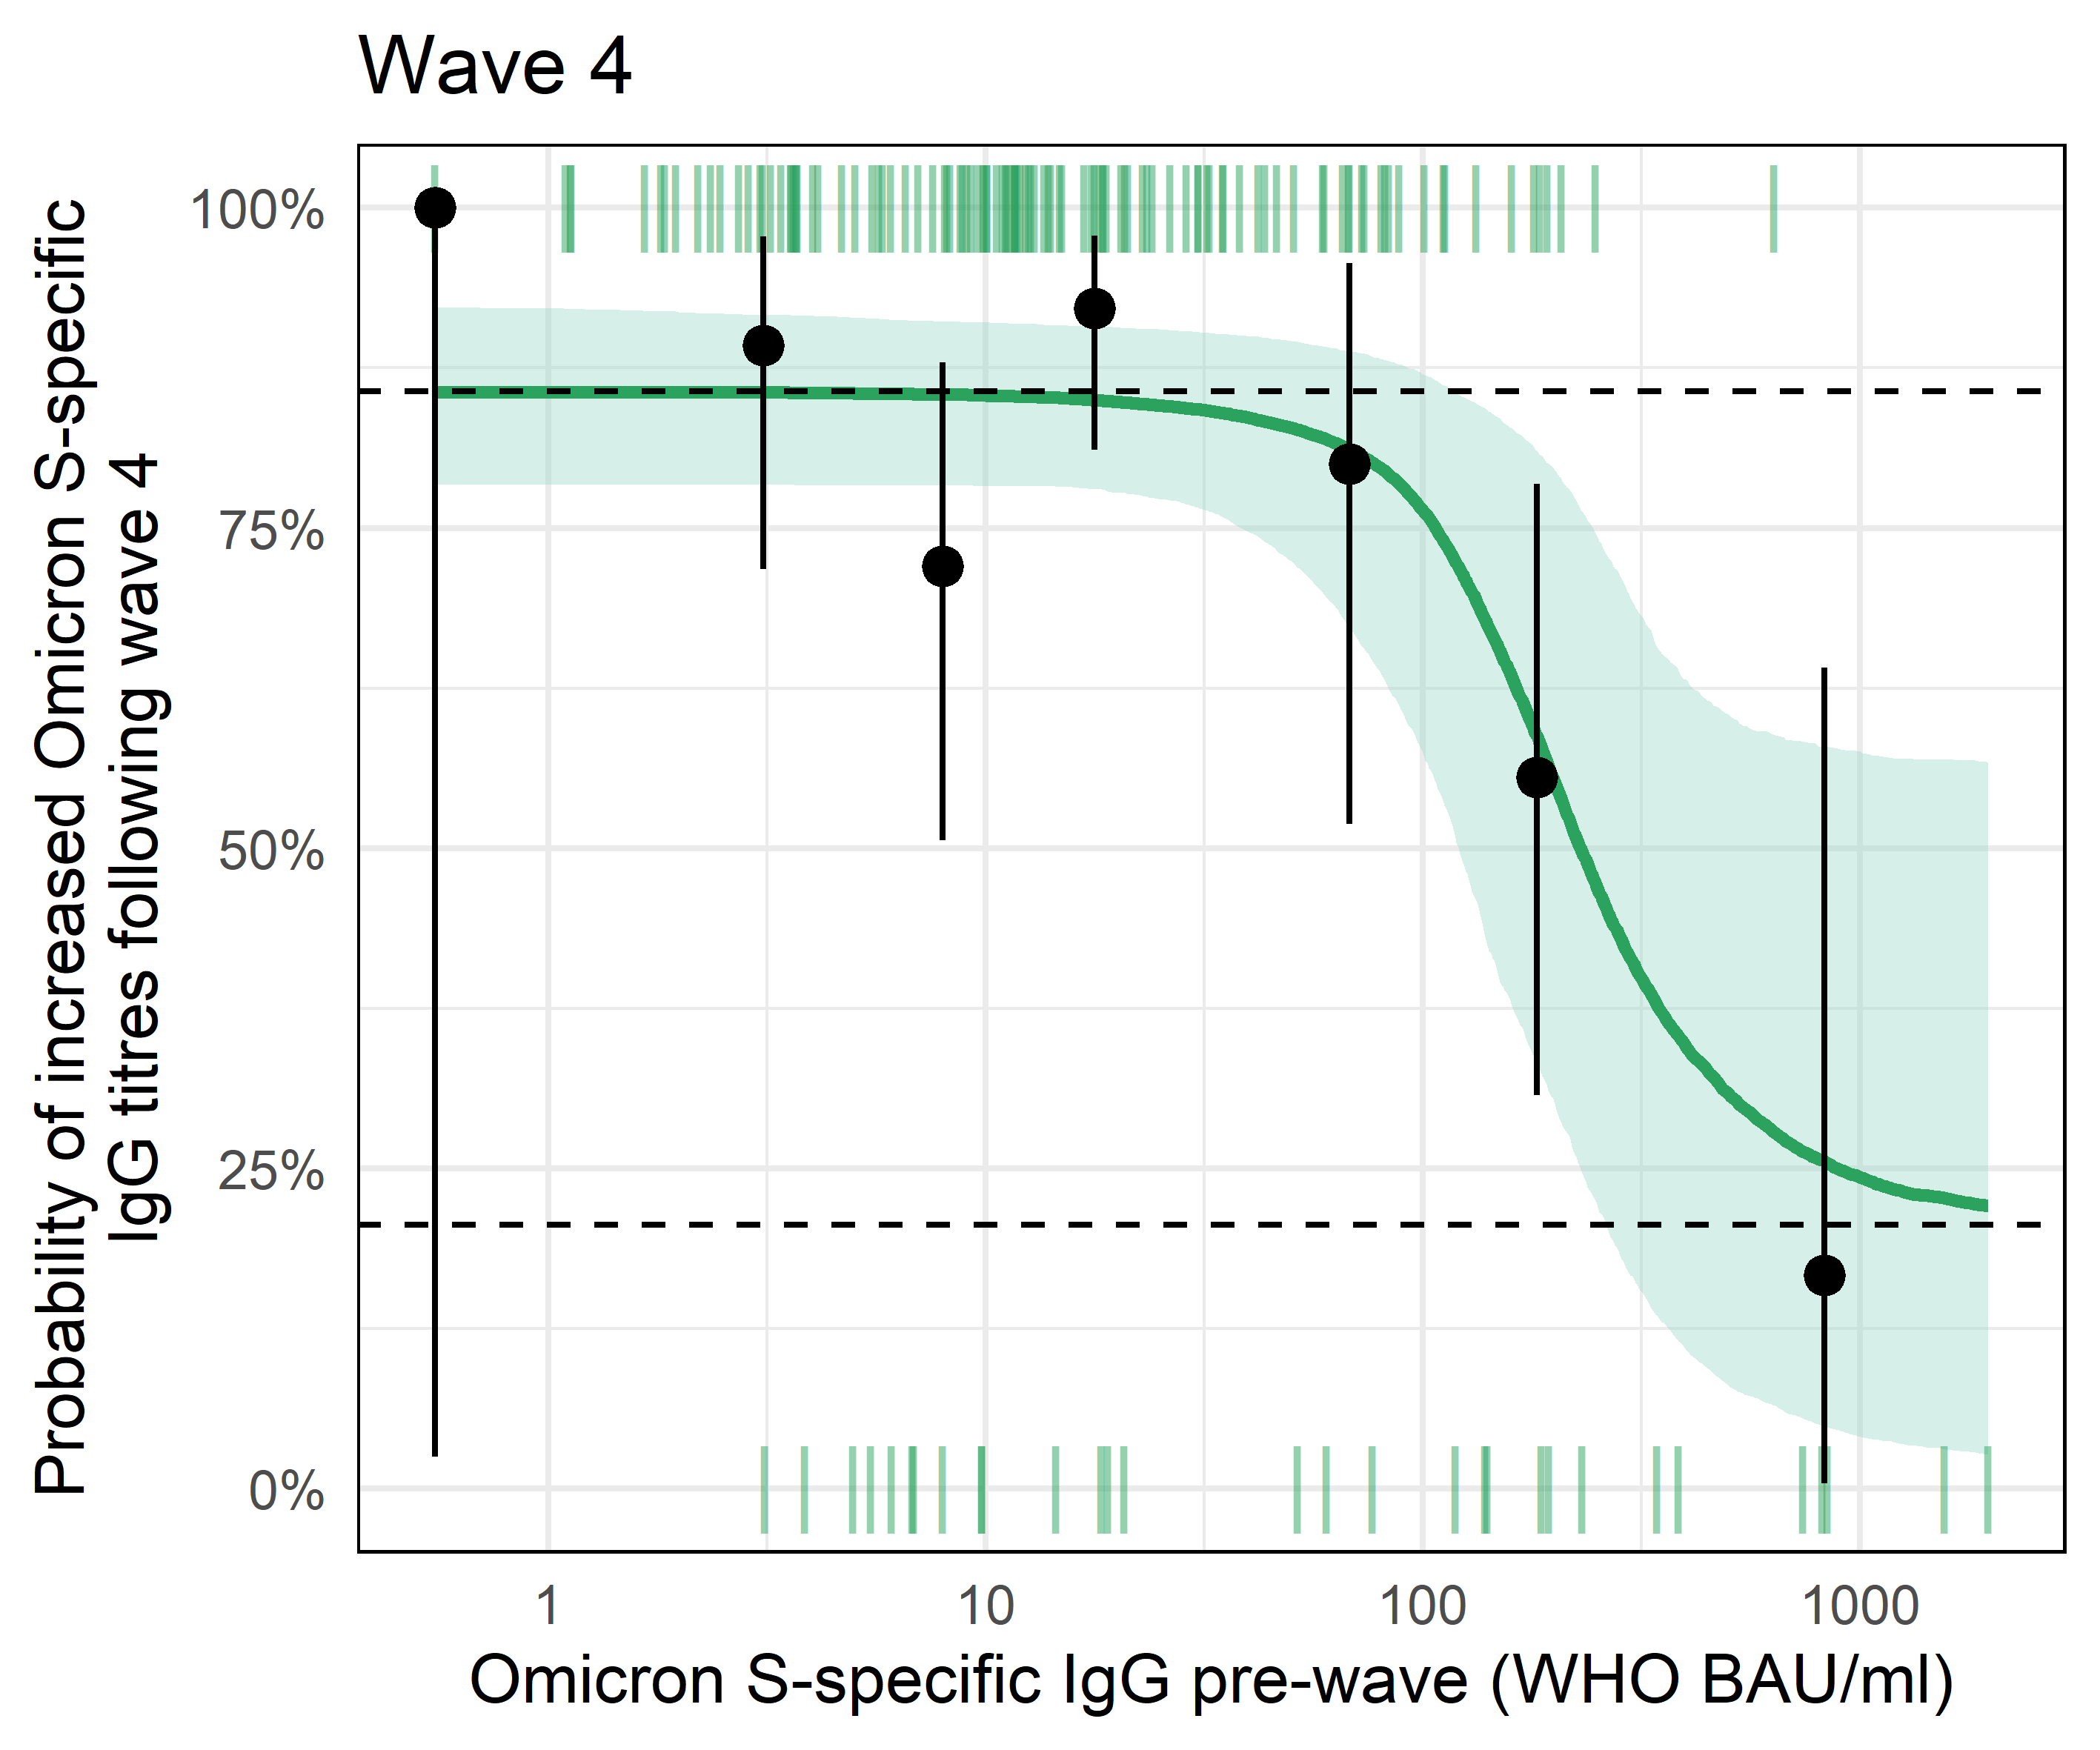 Wave 4
Probability of increased Omicron S-specific
IgG titres following wave 4
100%
75%
50%
25%
0%
1
10
100
1000
Omicron S-specific IgG pre-wave (WHO BAU/ml)